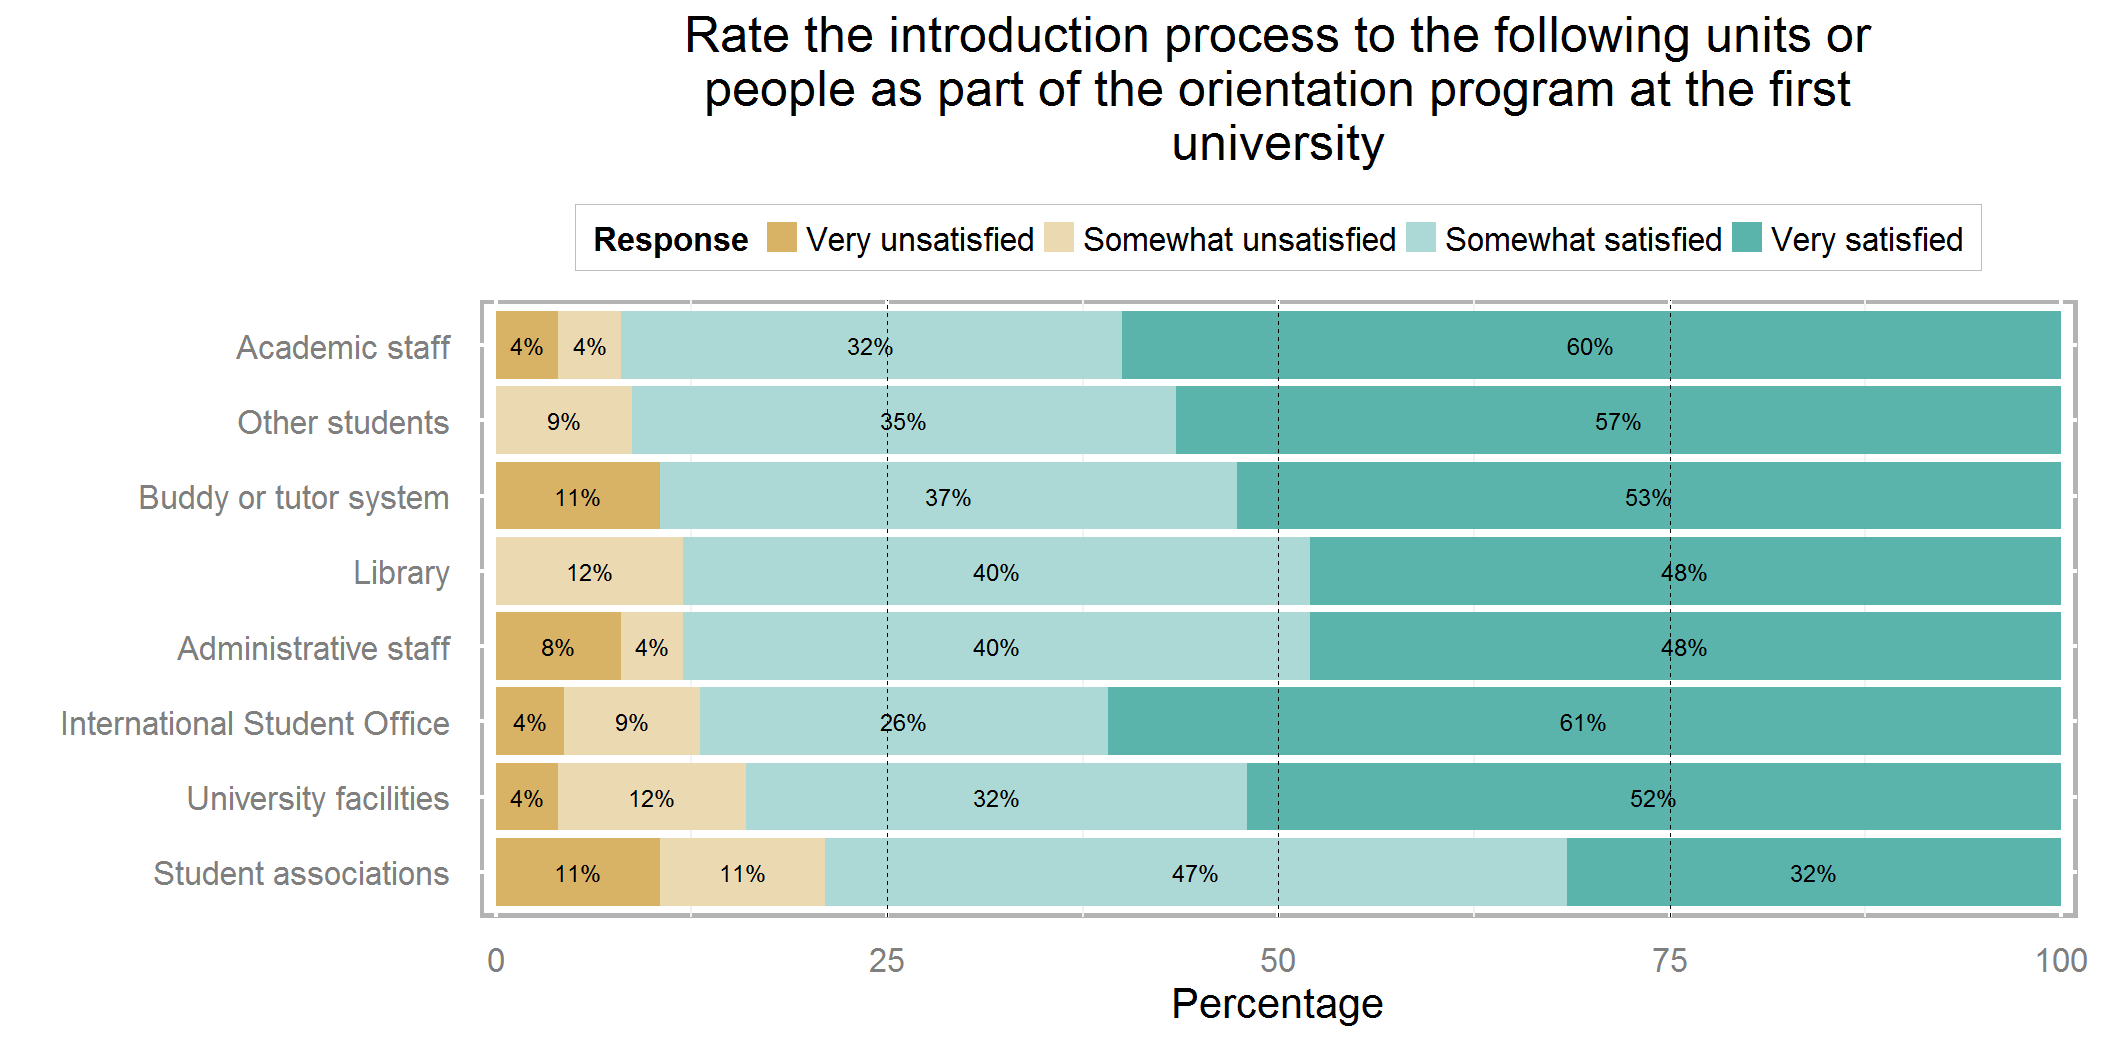 Rate the introduction process to the following units or
people as part of the orientation program at the first
university
Response Very unsatisfied Somewhat unsatisfied Somewhat satisfied Very satisfied
Academic staff 4% 4% 32% 60%
Other students 9% 35% 57%
Buddy or tutor system 11% 37% 53%
Library 12% 40% 48%
Administrative staff 8% 4% 40% 48%
International Student Office 4% 9% 26% 61%
University facilities 4% 12% 32% 52%
Student associations 11% 11% 47% 32%
0 25 50 75 100
Percentage